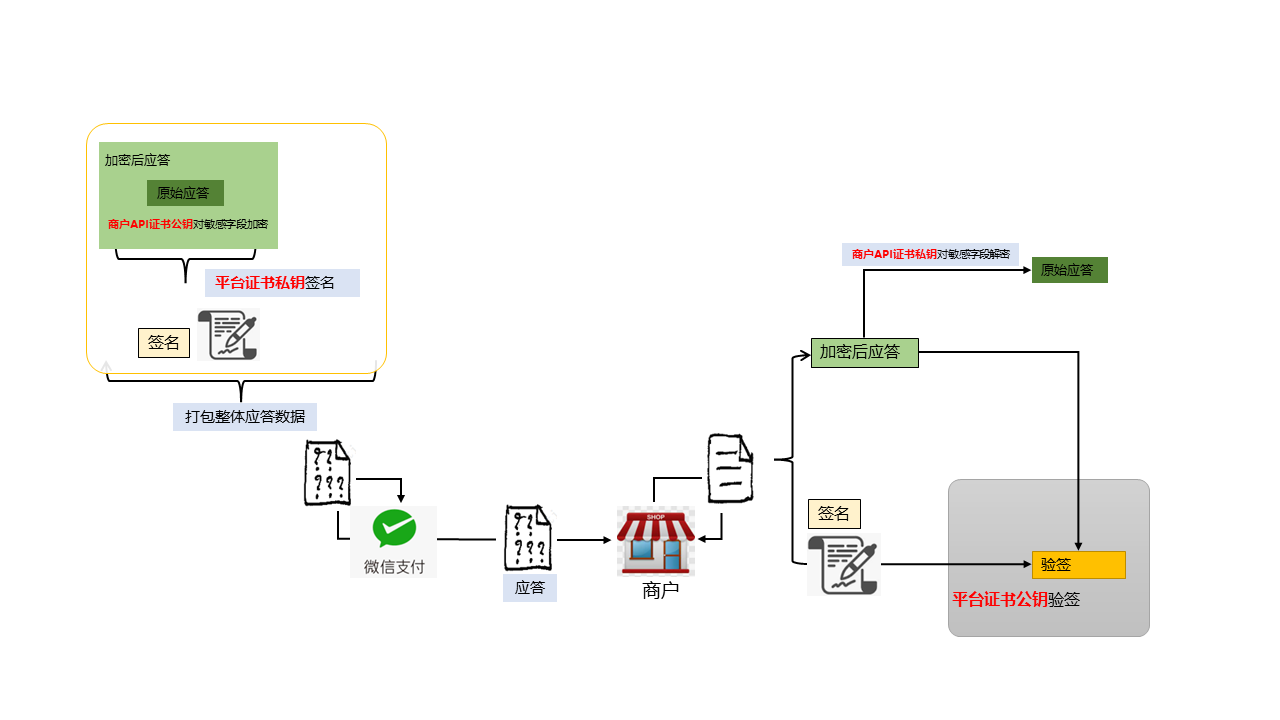 加密后应答
原始应答
商户API证书公钥对敏感字段加密
平台证书私钥签名
签名
打包整体应答数据
微信支付
应答
SHOP
商户
商户API证书私钥对敏感字段解密
原始应答
加密后应答
签名
验签
平台证书公钥验签